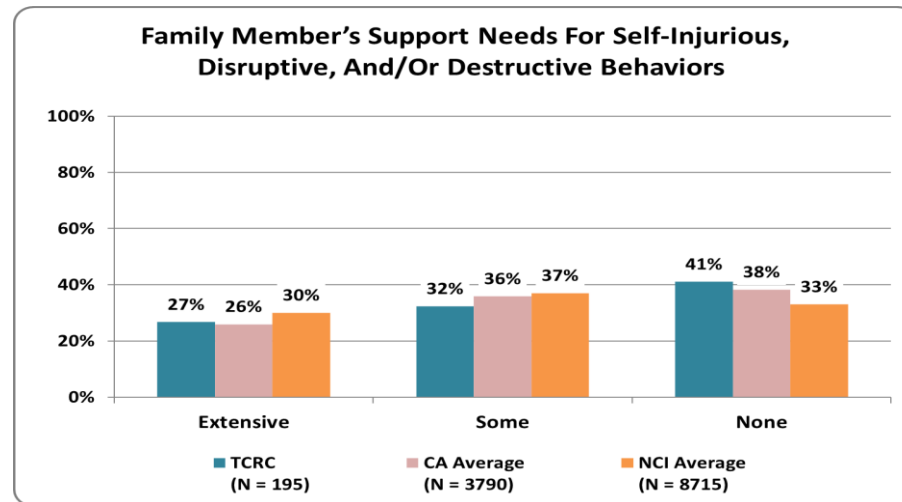 Family Member's Support Needs For Self-Injurious,
Disruptive, And/Or Destructive Behaviors
100%
80%
60%
40%
20%
0%
27%
26%
30%
32%
36%
37%
41%
38%
33%
Extensive
Some
None
TCRC
(N = 195)
CA Average
(N = 3790)
NCI Average
(N = 8715)